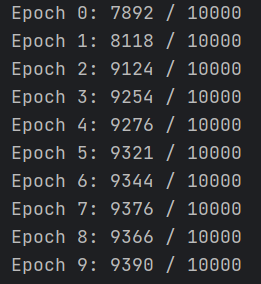 Epoch 0: 7892 / 10000
Epoch 1: 8118 / 10000
Epoch 2: 9124 / 10000
Epoch 3: 9254 / 10000
Epoch 4: 9276 / 10000
Epoch 5: 9321 / 10000
Epoch 6: 9344 / 10000
Epoch 7: 9376 / 10000
Epoch 8: 9366 / 10000
Epoch 9: 9390 / 10000